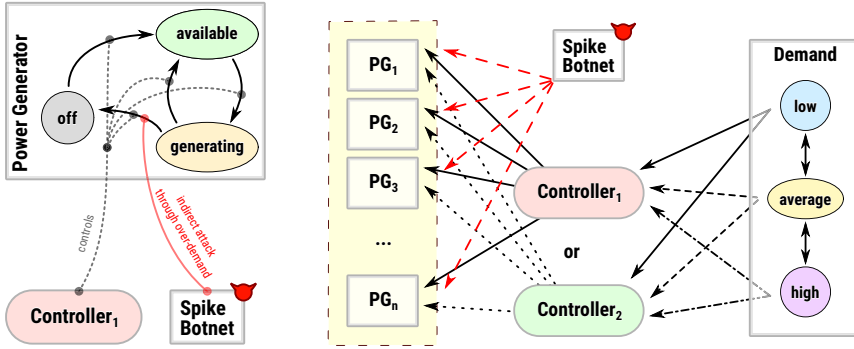 Power Generator
available
off
generating
controls
indirect attack
through over-demand
Controller₁
Spike
Botnet
PG₁
PG₂
PG₃
...
PGₙ
Spike
Botnet
Controller₁
or
Controller₂
Demand
low
average
high